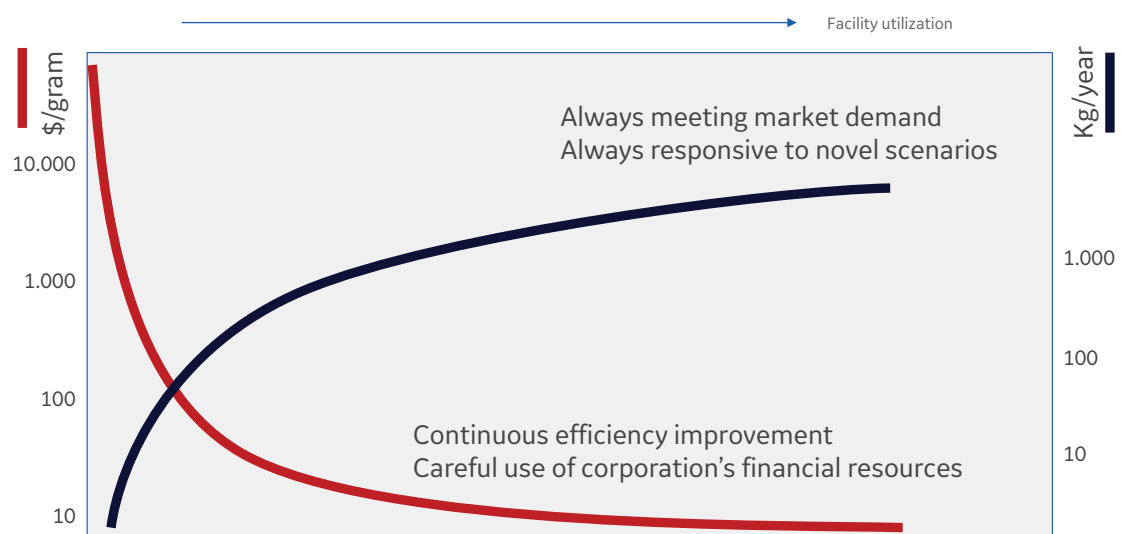 Facility utilization
$/gram
Kg/year
Always meeting market demand
Always responsive to novel scenarios
10.000
1.000
1.000
100
100
Continuous efficiency improvement
10
Careful use of corporation's financial resources
10